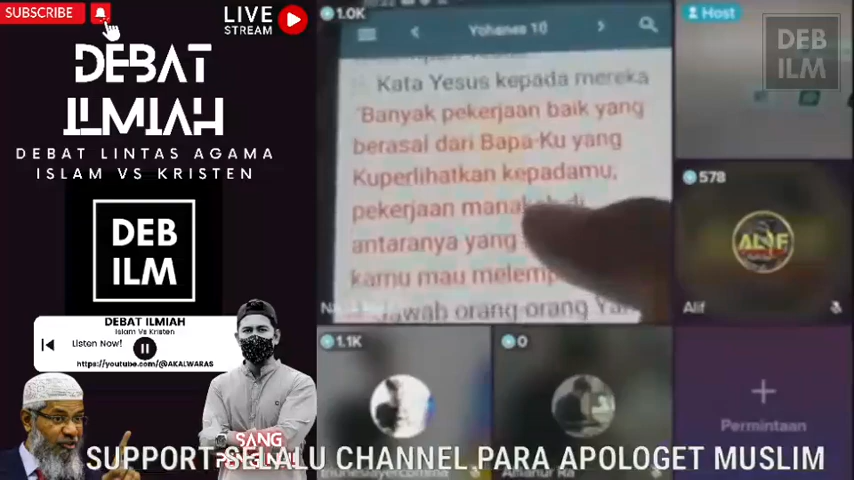 SUBSCRIBE
LIVE
STREAM
DEBAT
ILMIAH
DEBAT LINTAS AGAMA
ISLAM VS KRISTEN
DEB
ILM
DEBAT ILMIAH
Islam Vs Kristen
Listen Now!
https://youtube.com/@AKALWARAS
SANG
1.0K
Yohanes 10
Kata Yesus kepada mereka
"Banyak pekerjaan baik yang
berasal dari Bapa-Ku yang
Kuperlihatkan kepadamu;
pekerjaan
antaranya yang
kamu mau
Jawab orang-orang
Host
DEB
ILM
578
ALIF
Alif
1.1K
0
Permintaan
SUPPORT SELALU CHANNEL PARA APOLOGET MUSLIM